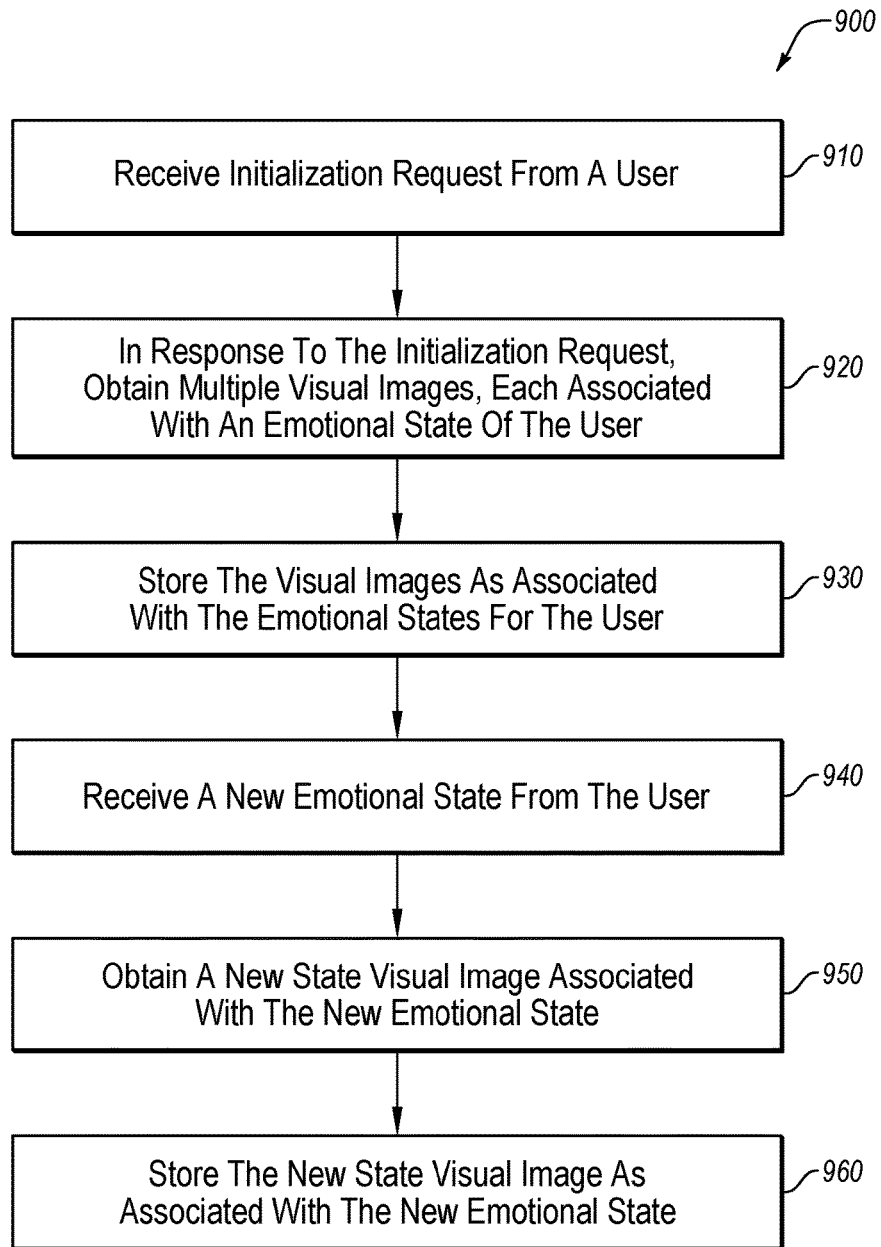 900
Receive Initialization Request From A User
910
In Response To The Initialization Request,
Obtain Multiple Visual Images, Each Associated
With An Emotional State Of The User
920
Store The Visual Images As Associated
With The Emotional States For The User
930
Receive A New Emotional State From The User
940
Obtain A New State Visual Image Associated
With The New Emotional State
950
Store The New State Visual Image As
Associated With The New Emotional State
960